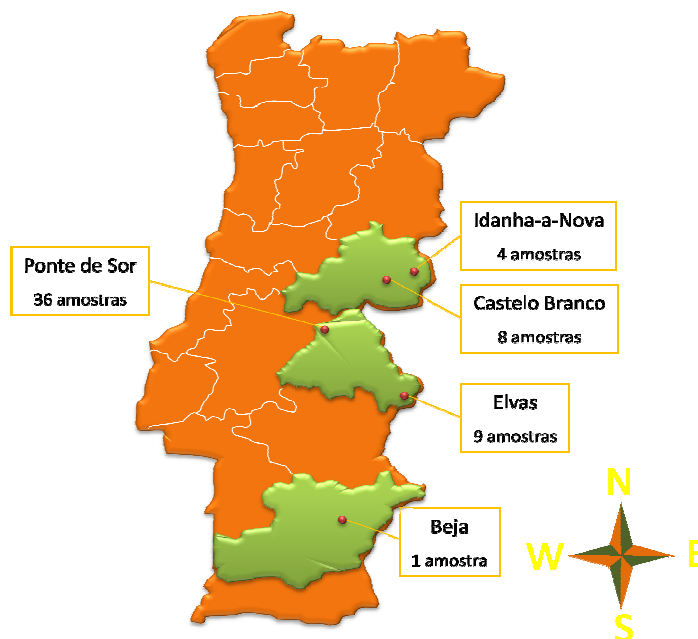 Idanha-a-Nova
4 amostras
Ponte de Sor
36 amostras
Castelo Branco
8 amostras
Elvas
9 amostras
N
Beja
1 amostra
W
E
S